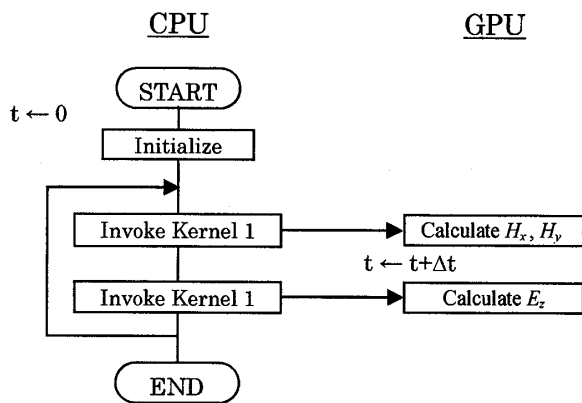 CPU
GPU
START
t ← 0
Initialize
Invoke Kernel 1
Calculate Hx, Hy
t ← t+Δt
Invoke Kernel 1
Calculate Ez
END